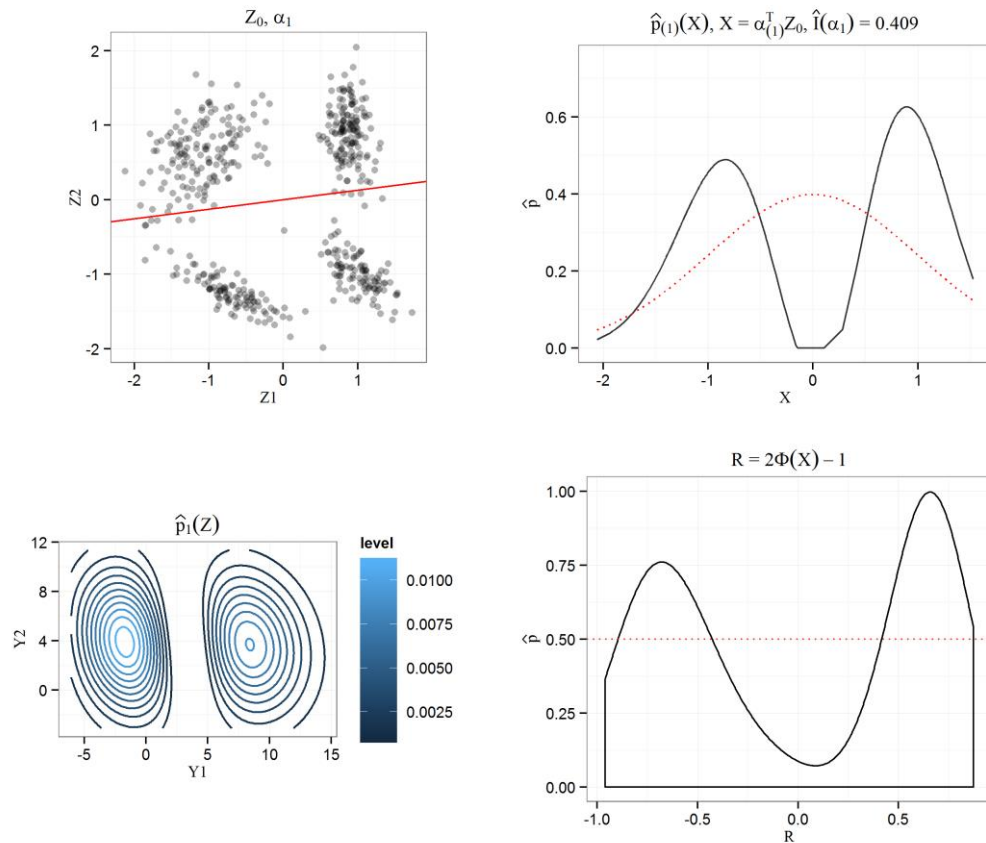 Z₀, α₁
2
1
0
-1
-2
Z2
-2 -1 0 1
Z1
p̂₍₁₎(X), X = α₍₁₎ᵀZ₀, Î(α₁) = 0.409
0.6
0.4
0.2
0.0
p̂
-2 -1 0 1
X
p̂₁(Z)
12
8
4
0
Y2
-5 0 5 10 15
Y1
level
0.0100
0.0075
0.0050
0.0025
R = 2Φ(X) – 1
1.00
0.75
0.50
0.25
0.00
p̂
-1.0 -0.5 0.0 0.5
R